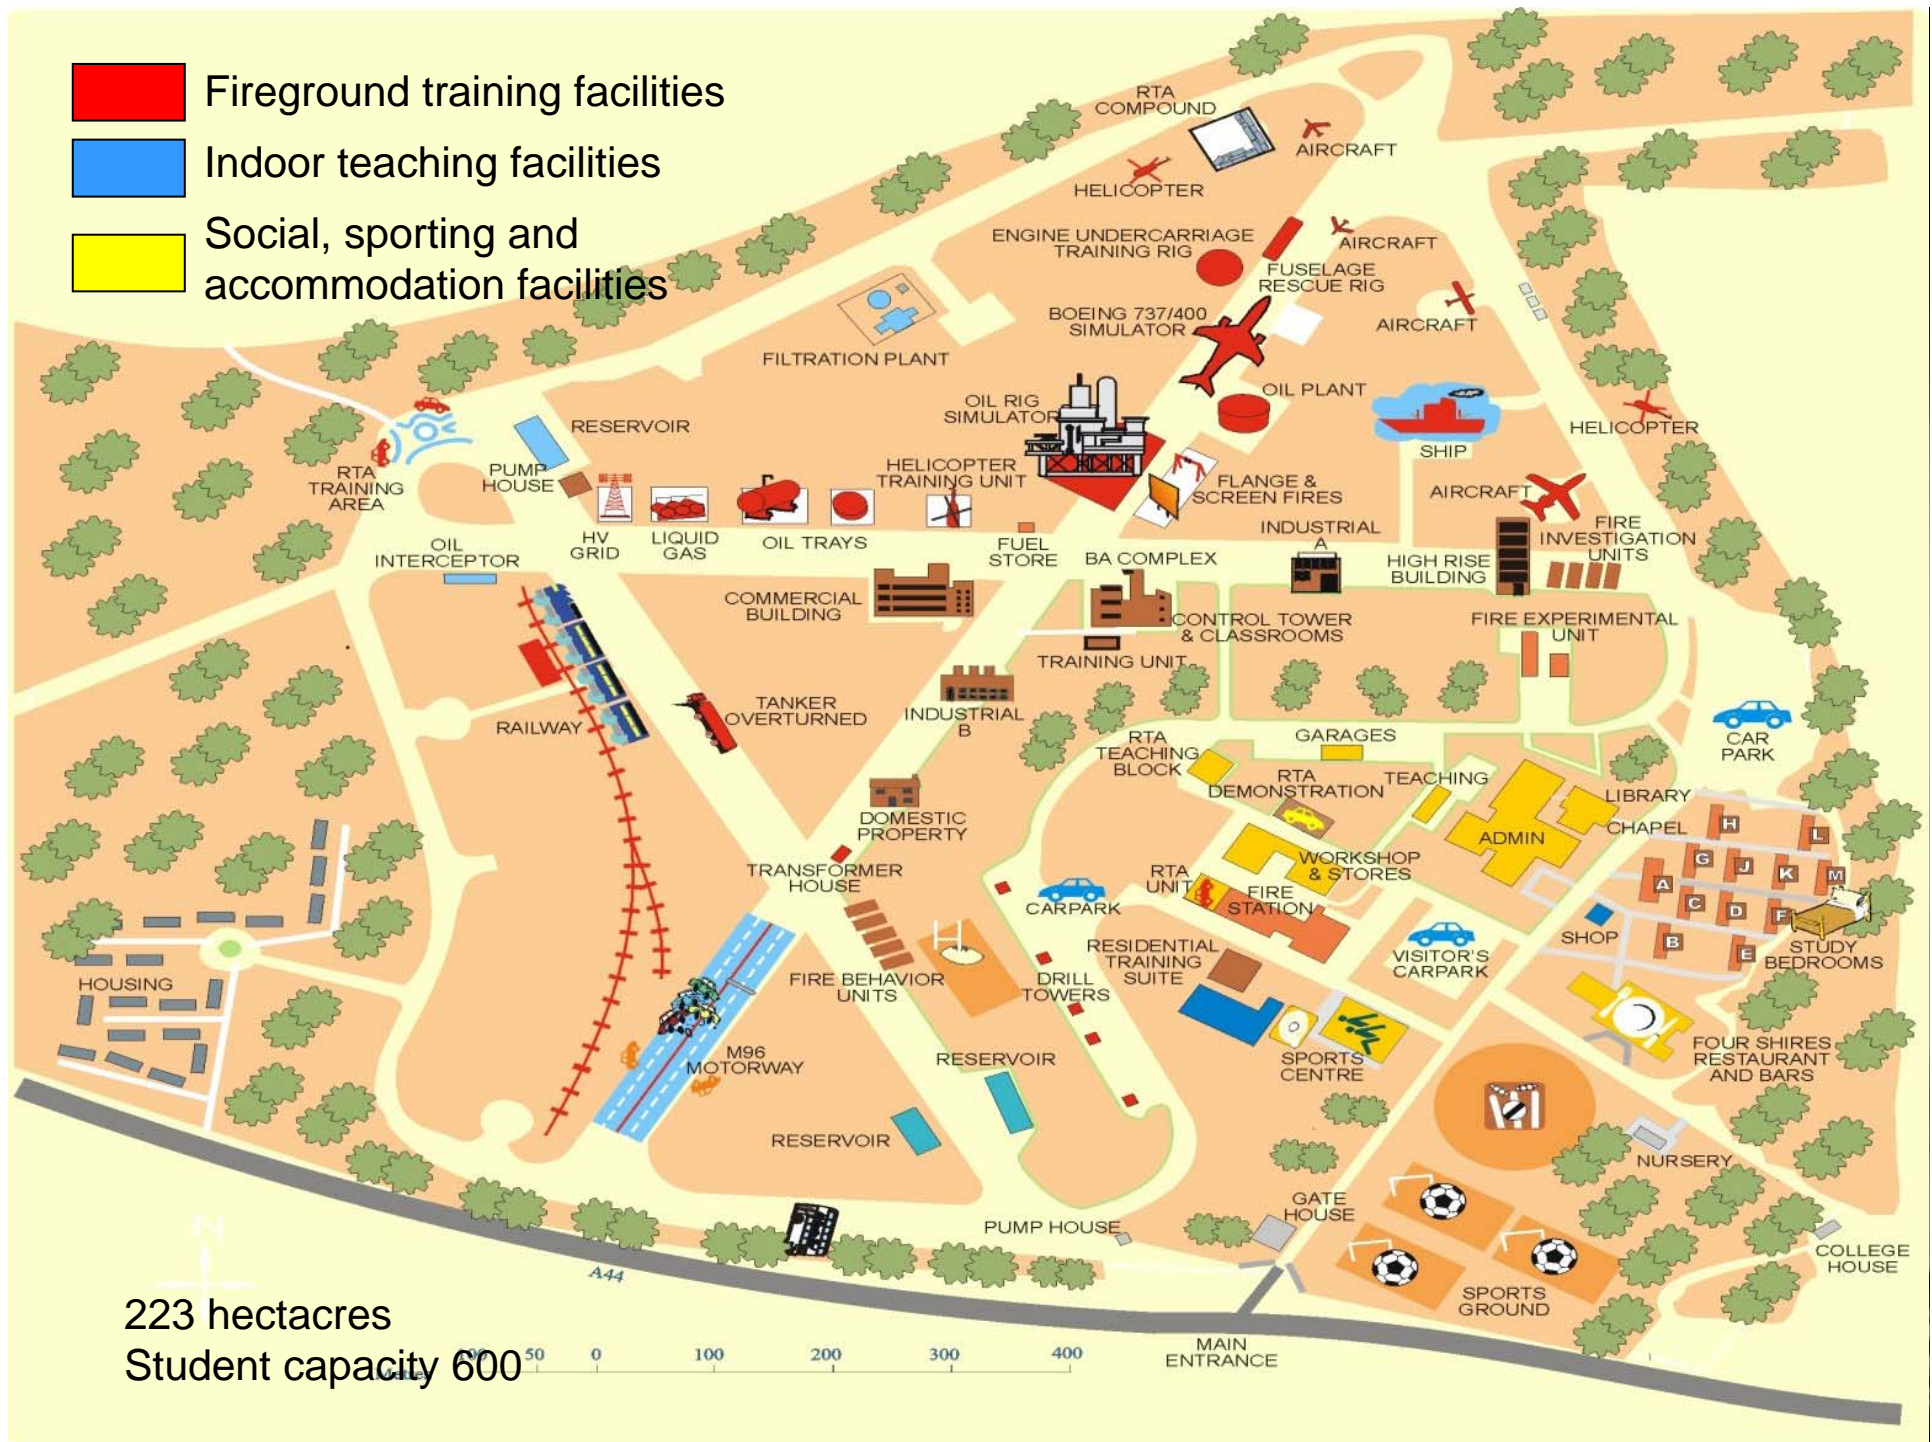 Fireground training facilities
Indoor teaching facilities
Social, sporting and
accommodation facilities
RTA
COMPOUND
AIRCRAFT
HELICOPTER
ENGINE UNDERCARRIAGE
TRAINING RIG
AIRCRAFT
FUSELAGE
RESCUE RIG
BOEING 737/400
SIMULATOR
AIRCRAFT
FILTRATION PLANT
OIL PLANT
OIL RIG
SIMULATOR
RESERVOIR
HELICOPTER
SHIP
RTA
TRAINING
AREA
PUMP
HOUSE
HELICOPTER
TRAINING UNIT
FLANGE &
SCREEN FIRES
AIRCRAFT
INDUSTRIAL
A
FIRE
INVESTIGATION
UNITS
OIL
INTERCEPTOR
HV
GRID
LIQUID
GAS
OIL TRAYS
FUEL
STORE
BA COMPLEX
HIGH RISE
BUILDING
COMMERCIAL
BUILDING
CONTROL TOWER
& CLASSROOMS
FIRE EXPERIMENTAL
UNIT
TRAINING UNIT
RAILWAY
TANKER
OVERTURNED
INDUSTRIAL
B
RTA
TEACHING
BLOCK
GARAGES
CAR
PARK
RTA
DEMONSTRATION
TEACHING
LIBRARY
DOMESTIC
PROPERTY
CHAPEL
ADMIN
H
L
G
J
K
M
A
C
D
F
B
E
TRANSFORMER
HOUSE
WORKSHOP
& STORES
RTA
UNIT
FIRE
STATION
CARPARK
SHOP
STUDY
BEDROOMS
RESIDENTIAL
TRAINING
SUITE
VISITOR'S
CARPARK
HOUSING
FIRE BEHAVIOR
UNITS
DRILL
TOWERS
M96
MOTORWAY
RESERVOIR
SPORTS
CENTRE
FOUR SHIRES
RESTAURANT
AND BARS
RESERVOIR
NURSERY
GATE
HOUSE
PUMP HOUSE
COLLEGE
HOUSE
SPORTS
GROUND
N
A44
223 hectacres
Student capacity 600
100 50 0 100 200 300 400
MAIN
ENTRANCE